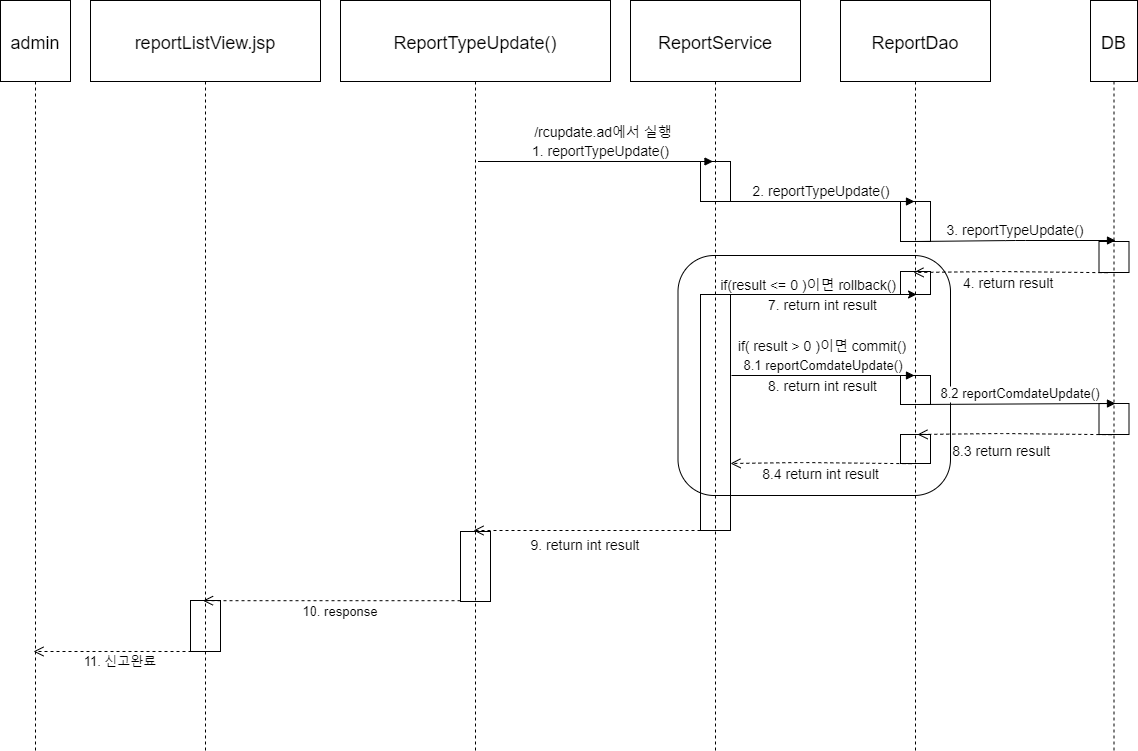 admin
reportListView.jsp
ReportTypeUpdate()
ReportService
ReportDao
DB
/rcupdate.ad에서 실행
1. reportTypeUpdate()
2. reportTypeUpdate()
3. reportTypeUpdate()
4. return result
if(result <= 0 )이면 rollback()
7. return int result
if( result > 0 )이면 commit()
8.1 reportComdateUpdate()
8. return int result
8.2 reportComdateUpdate()
8.3 return result
8.4 return int result
9. return int result
10. response
11. 신고완료